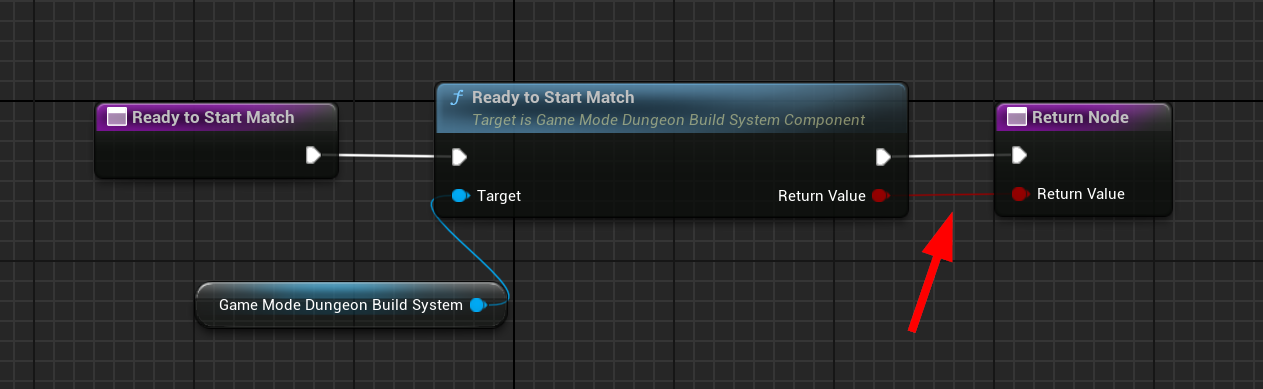 Ready to Start Match
Ready to Start Match
Target is Game Mode Dungeon Build System Component
Target
Return Value
Return Node
Return Value
Game Mode Dungeon Build System